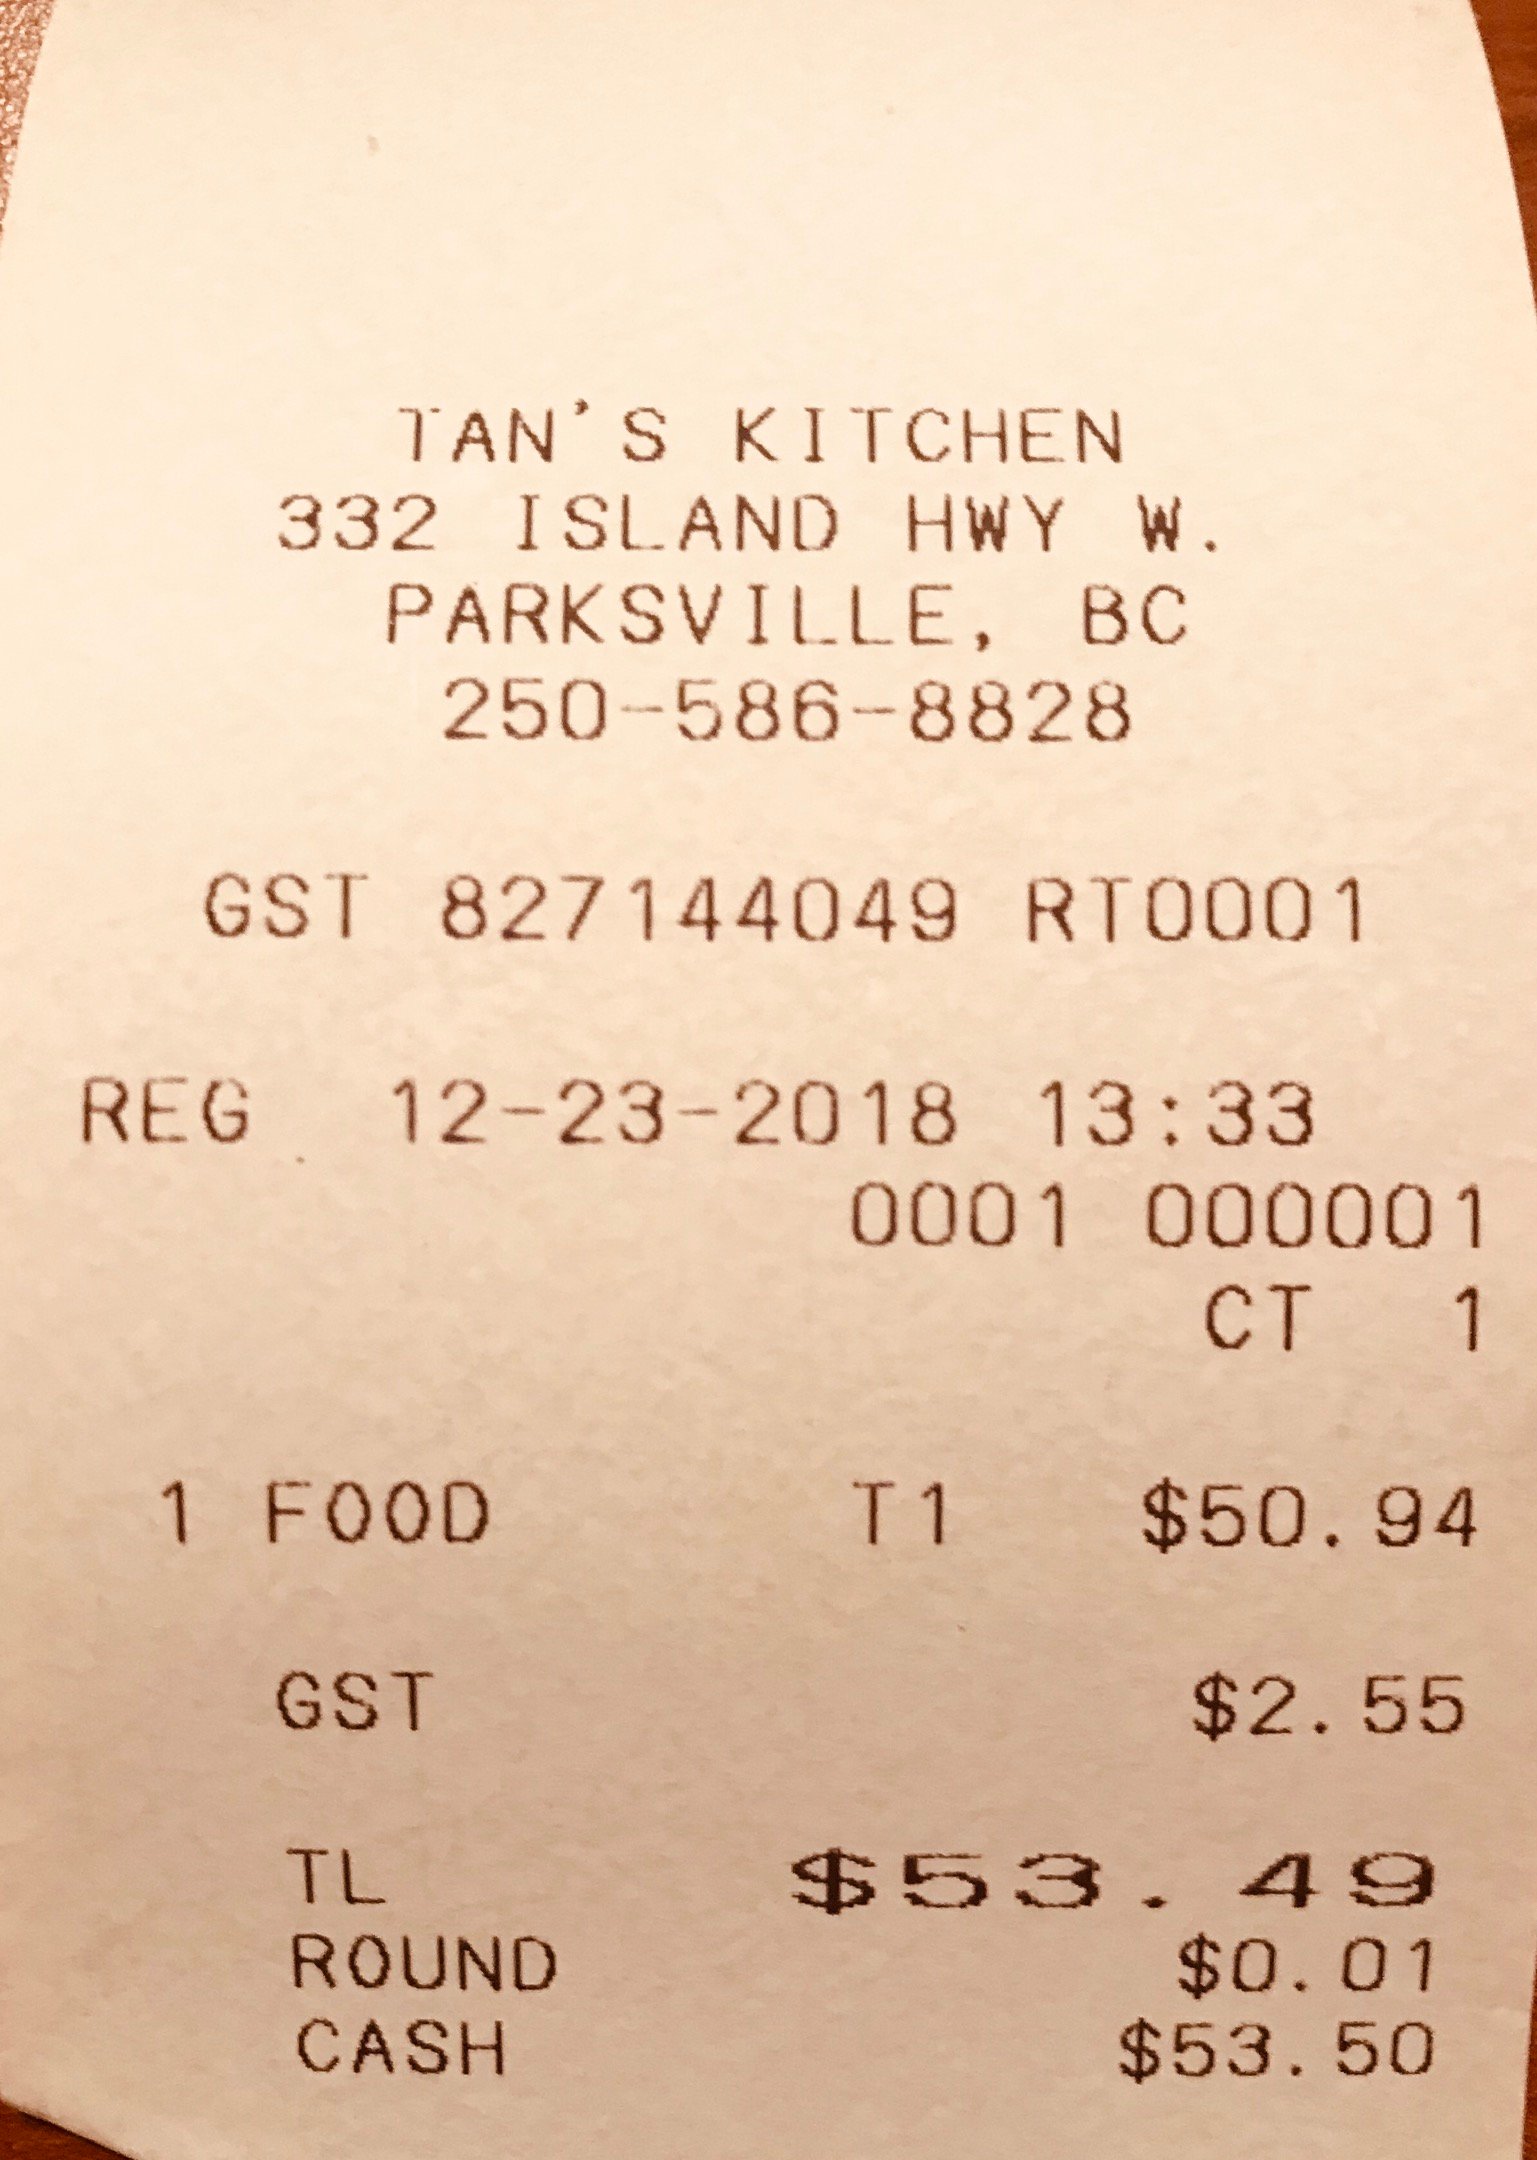 TAN'S KITCHEN
332 ISLAND HWY W.
PARKSVILLE, BC
250-586-8828
GST 827144049 RT0001
REG 12-23-2018 13:33
0001 000001
CT 1
1 FOOD T1 $50.94
GST $2.55
TL $53.49
ROUND $0.01
CASH $53.50